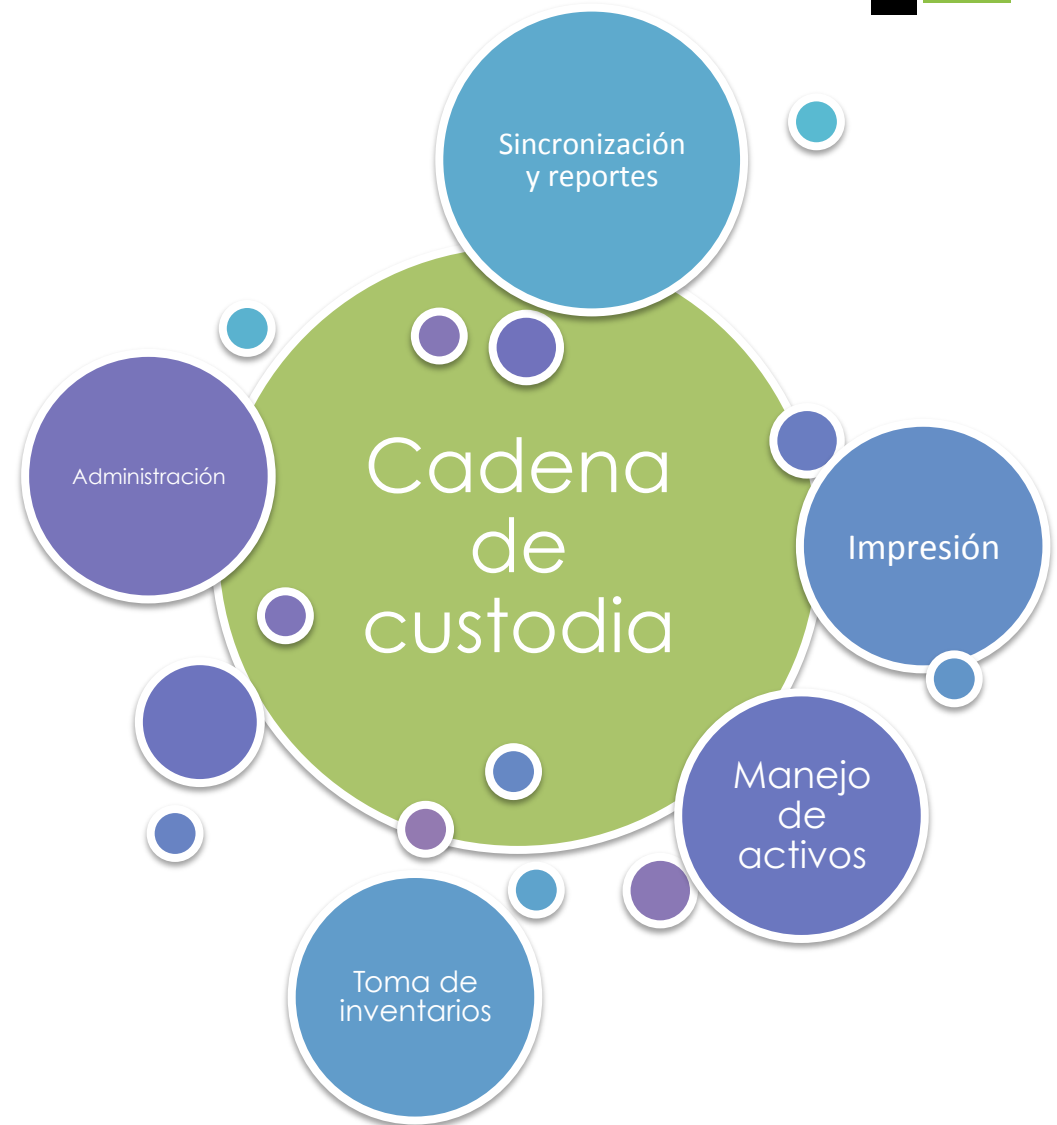 Sincronización
y reportes
Administración
Cadena
de
custodia
Impresión
Manejo
de
activos
Toma de
inventarios